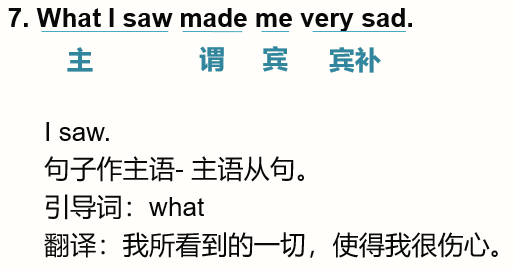 7. What I saw made me very sad.
主 谓 宾 宾补
I saw.
句子作主语- 主语从句。
引导词：what
翻译：我所看到的一切，使得我很伤心。